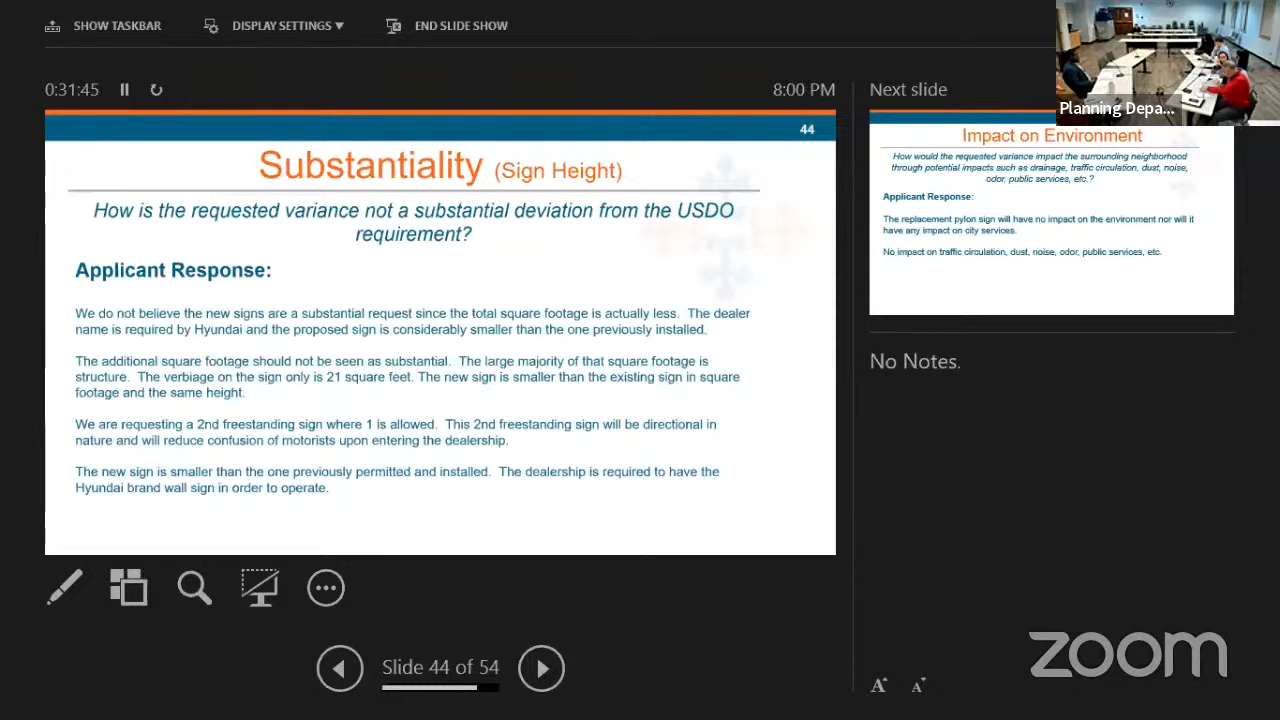 SHOW TASKBAR
DISPLAY SETTINGS
END SLIDE SHOW
Planning Depa...
0:31:45
8:00 PM
44
Substantiality (Sign Height)
How is the requested variance not a substantial deviation from the USDO
requirement?
Applicant Response:
We do not believe the new signs are a substantial request since the total square footage is actually less. The dealer
name is required by Hyundai and the proposed sign is considerably smaller than the one previously installed.
The additional square footage should not be seen as substantial. The large majority of that square footage is
structure. The verbiage on the sign only is 21 square feet. The new sign is smaller than the existing sign in square
footage and the same height.
We are requesting a 2nd freestanding sign where 1 is allowed. This 2nd freestanding sign will be directional in
nature and will reduce confusion of motorists upon entering the dealership.
The new sign is smaller than the one previously permitted and installed. The dealership is required to have the
Hyundai brand wall sign in order to operate.
Slide 44 of 54
Next slide
Impact on Environment
How would the requested variance impact the surrounding neighborhood
through potential impacts such as drainage, traffic circulation, dust, noise,
odor, public services, etc.?
Applicant Response:
The replacement pylon sign will have no impact on the environment nor will it
have any impact on city services.
No impact on traffic circulation, dust, noise, odor, public services, etc.
No Notes.
A A
zoom